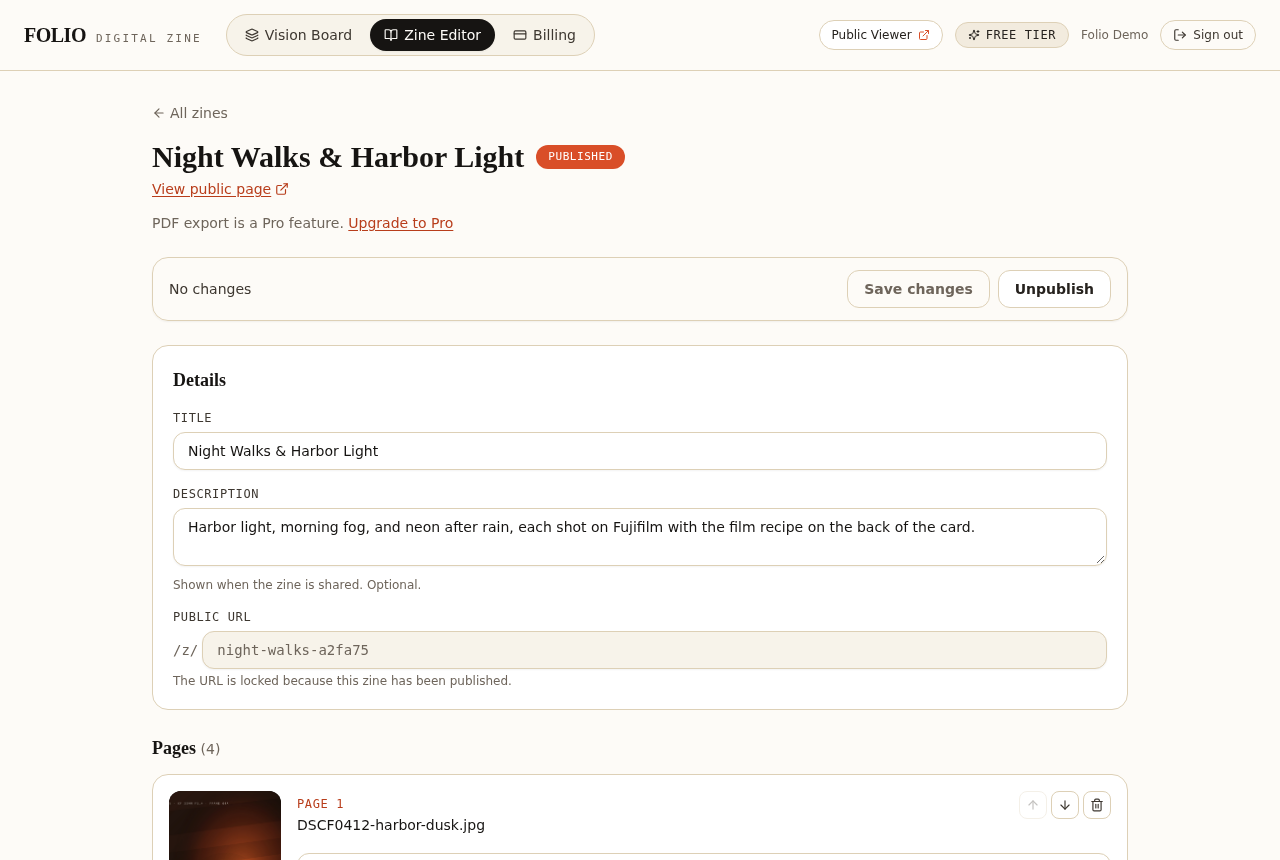 FOLIO DIGITAL ZINE
Vision Board
Zine Editor
Billing
Public Viewer
FREE TIER
Folio Demo
Sign out
All zines
Night Walks & Harbor Light
PUBLISHED
View public page
PDF export is a Pro feature. Upgrade to Pro
No changes
Save changes
Unpublish
Details
TITLE
Night Walks & Harbor Light
DESCRIPTION
Harbor light, morning fog, and neon after rain, each shot on Fujifilm with the film recipe on the back of the card.
Shown when the zine is shared. Optional.
PUBLIC URL
/z/ night-walks-a2fa75
The URL is locked because this zine has been published.
Pages (4)
PAGE 1
DSCF0412-harbor-dusk.jpg